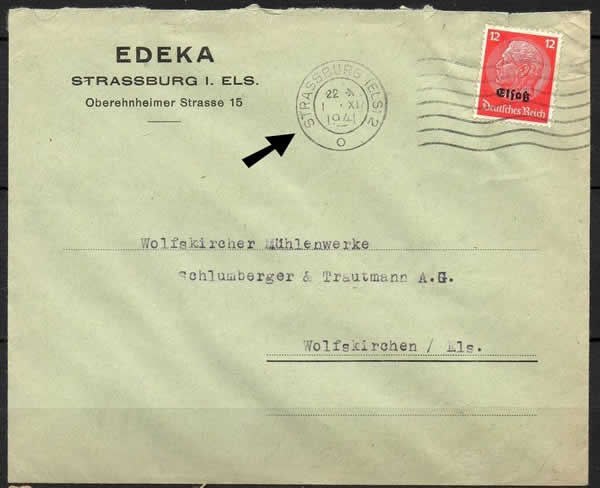 EDEKA
STRASSBURG I. ELS.
Oberehnheimer Strasse 15
STRASSBURG (ELS) 2
22
1 XI
1941
o
12 12
Elsaß
Deutsches Reich
Wolfskircher Mühlenwerke
Schlumberger & Trautmann A.G.
Wolfskirchen / Els.